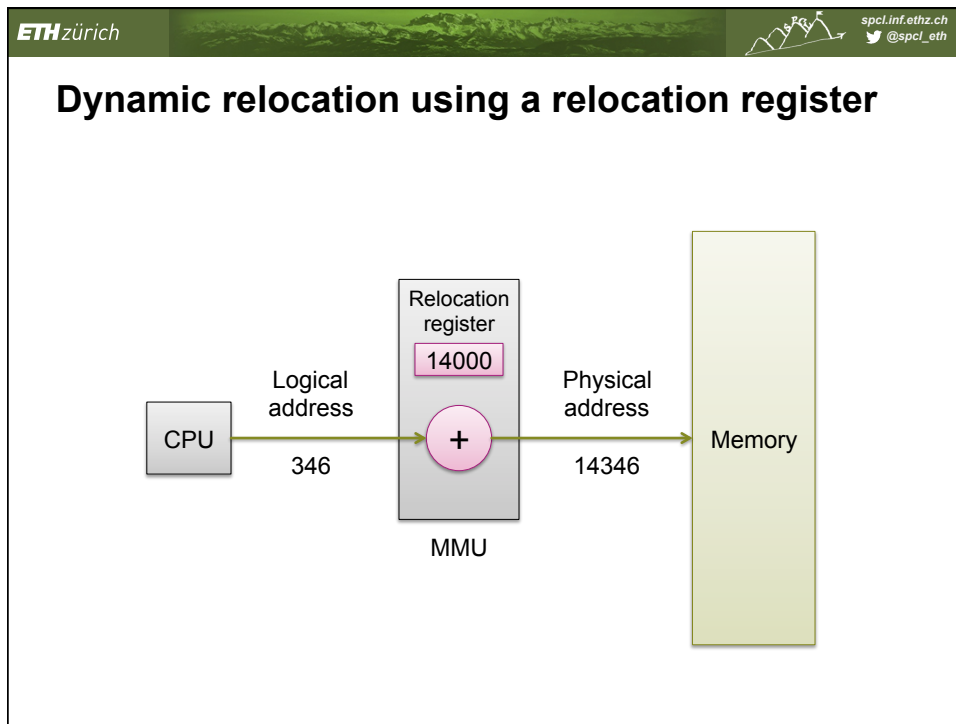 ETH zürich
spcl.inf.ethz.ch
@spcl_eth
Dynamic relocation using a relocation register
Relocation
register
14000
Logical
address
Physical
address
CPU
+
Memory
346
14346
MMU